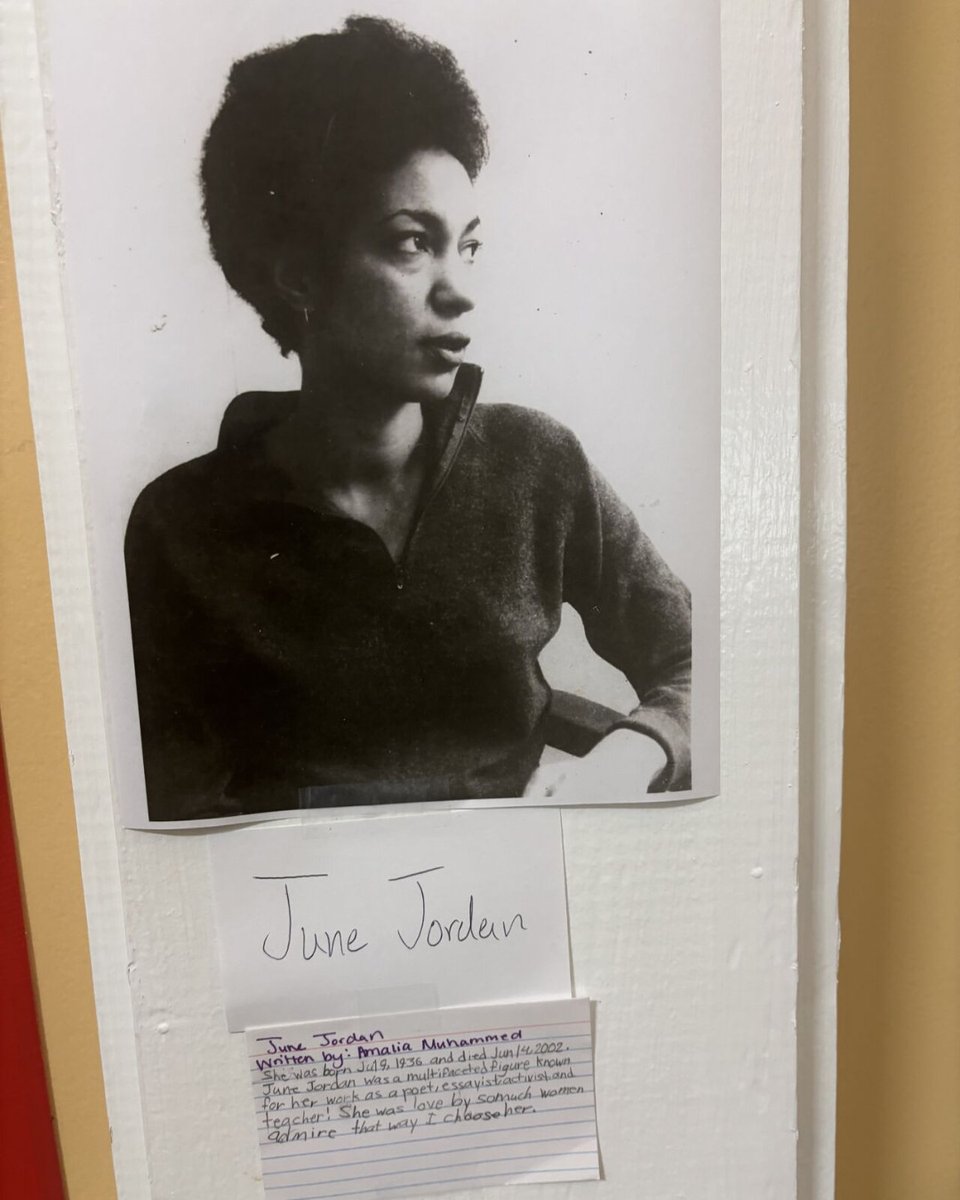 June Jordan
June Jordan
Written by: Amalia Muhammed
She was born Jul 9, 1936 and died Jun 14, 2002.
June Jordan was a multifaceted figure known
for her work as a poet, essayist, activist, and
teacher! She was love by somuch women
admire that way I choose her.